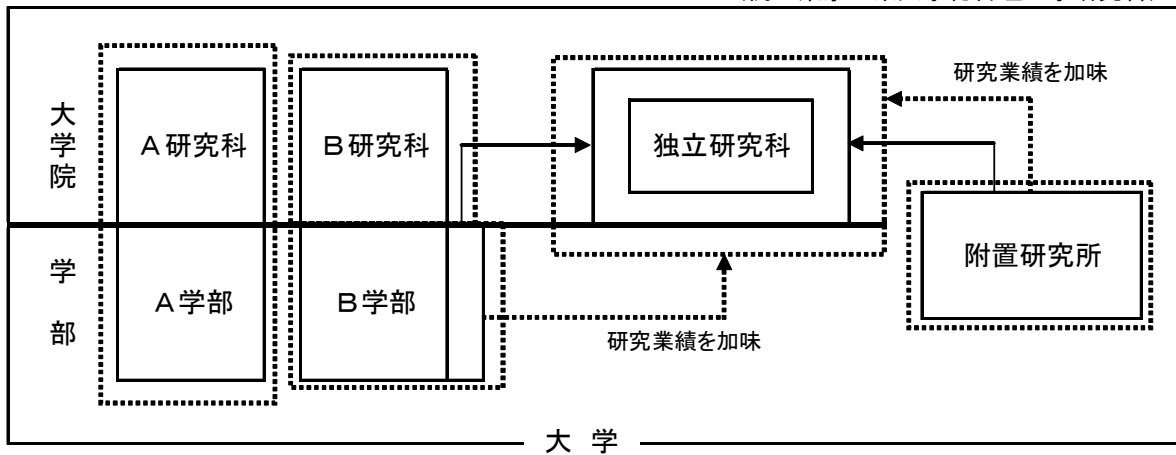 研究業績を加味
大学院
A研究科
B研究科
独立研究科
附置研究所
学部
A学部
B学部
研究業績を加味
大 学